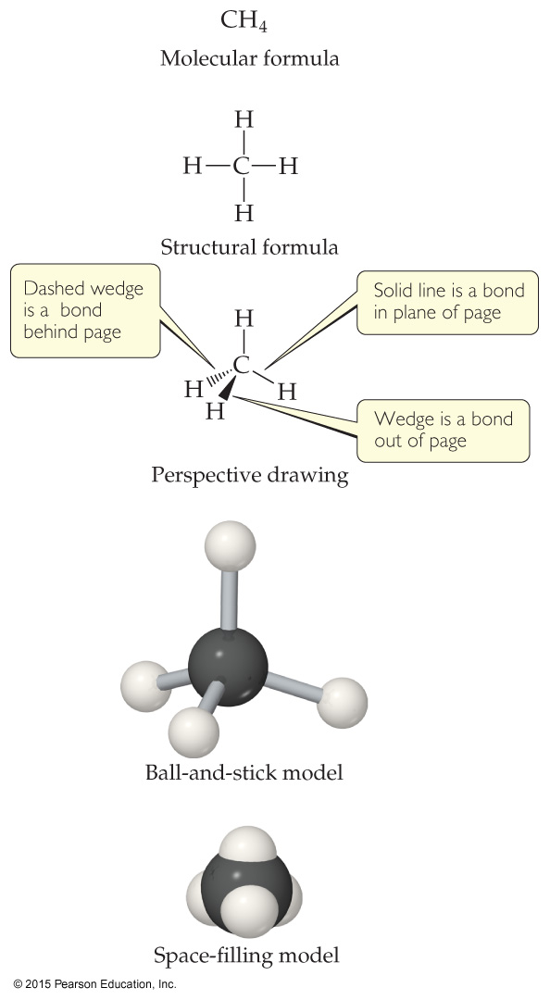 CH4
Molecular formula
H
H—C—H
H
Structural formula
Dashed wedge
is a bond
behind page
Solid line is a bond
in plane of page
H
C
H
H
H
Wedge is a bond
out of page
Perspective drawing
Ball-and-stick model
Space-filling model
© 2015 Pearson Education, Inc.